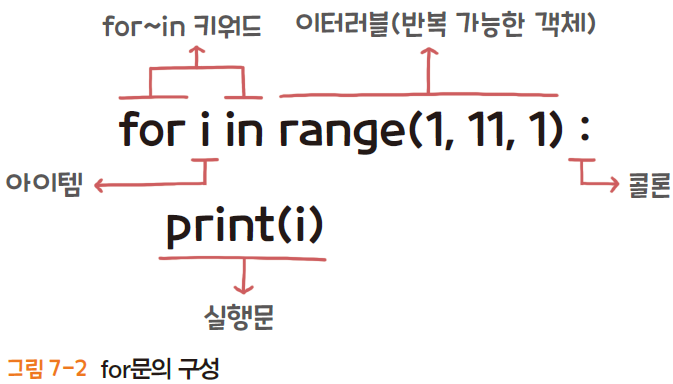 for~in 키워드
이터러블(반복 가능한 객체)
for i in range(1, 11, 1) :
아이템
콜론
print(i)
실행문
그림 7-2 for문의 구성